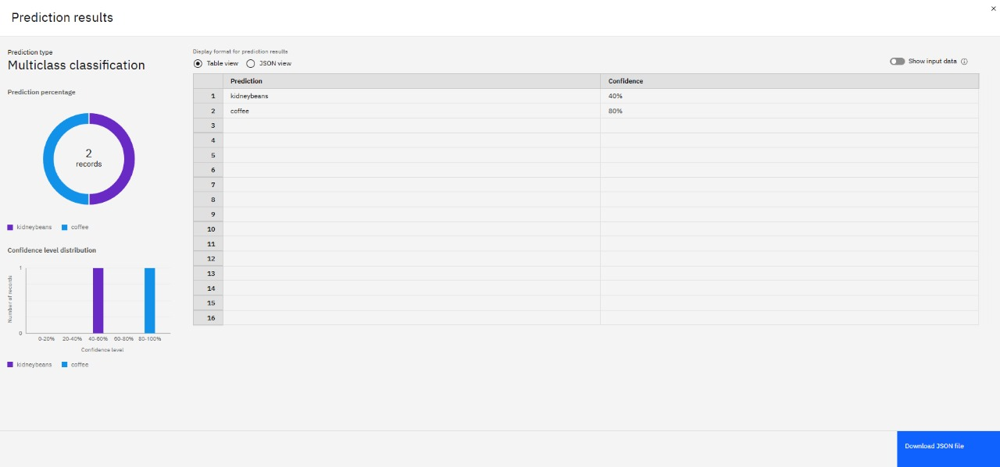 Prediction results
×
Prediction type
Multiclass classification
Prediction percentage
2
records
kidneybeans coffee
Confidence level distribution
Number of records
1
0
0-20% 20-40% 40-60% 60-80% 80-100%
Confidence level
kidneybeans coffee
Display format for prediction results
Table view JSON view
Show input data
Prediction Confidence
1 kidneybeans 40%
2 coffee 80%
3
4
5
6
7
8
9
10
11
12
13
14
15
16
Download JSON file